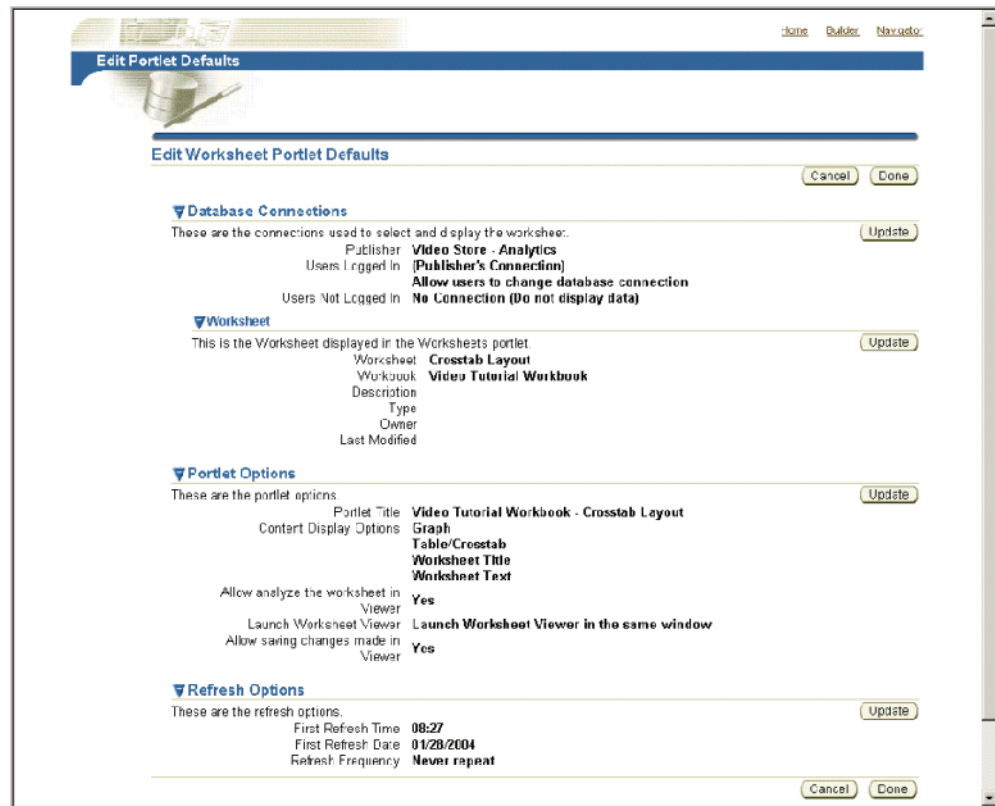 Home Builder Navigator
Edit Portlet Defaults
Edit Worksheet Portlet Defaults
Cancel Done
Database Connections
These are the connections used to select and display the worksheet. Update
Publisher Video Store - Analytics
Users Logged In (Publisher's Connection)
Allow users to change database connection
Users Not Logged In No Connection (Do not display data)
Worksheet
This is the Worksheet displayed in the Worksheets portlet. Update
Worksheet Crosstab Layout
Workbook Video Tutorial Workbook
Description
Type
Owner
Last Modified
Portlet Options
These are the portlet options. Update
Portlet Title Video Tutorial Workbook - Crosstab Layout
Content Display Options Graph
Table/Crosstab
Worksheet Title
Worksheet Text
Allow analyze the worksheet in
Viewer Yes
Launch Worksheet Viewer Launch Worksheet Viewer in the same window
Allow saving changes made in
Viewer Yes
Refresh Options
These are the refresh options. Update
First Refresh Time 08:27
First Refresh Date 01/28/2004
Refresh Frequency Never repeat
Cancel Done